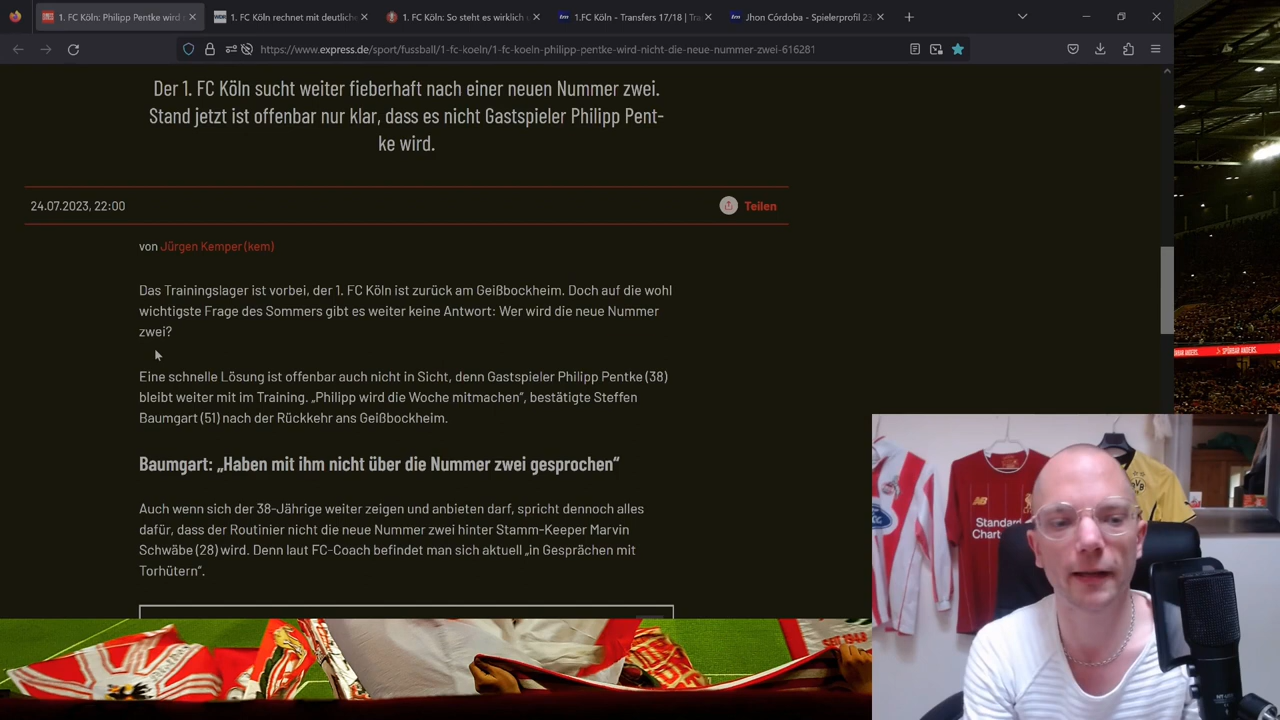 1. FC Köln: Philipp Pentke wird
1. FC Köln rechnet mit deutliche
1. FC Köln: So steht es wirklich
1.FC Köln - Transfers 17/18 | Tra
Jhon Córdoba - Spielerprofil 23
https://www.express.de/sport/fussball/1-fc-koeln/1-fc-koeln-philipp-pentke-wird-nicht-die-neue-nummer-zwei-616281
Der 1. FC Köln sucht weiter fieberhaft nach einer neuen Nummer zwei.
Stand jetzt ist offenbar nur klar, dass es nicht Gastspieler Philipp Pent-
ke wird.
24.07.2023, 22:00
Teilen
von Jürgen Kemper (kem)
Das Trainingslager ist vorbei, der 1. FC Köln ist zurück am Geißbockheim. Doch auf die wohl
wichtigste Frage des Sommers gibt es weiter keine Antwort: Wer wird die neue Nummer
zwei?
Eine schnelle Lösung ist offenbar auch nicht in Sicht, denn Gastspieler Philipp Pentke (38)
bleibt weiter mit im Training. „Philipp wird die Woche mitmachen“, bestätigte Steffen
Baumgart (51) nach der Rückkehr ans Geißbockheim.
Baumgart: „Haben mit ihm nicht über die Nummer zwei gesprochen“
Auch wenn sich der 38-Jährige weiter zeigen und anbieten darf, spricht dennoch alles
dafür, dass der Routinier nicht die neue Nummer zwei hinter Stamm-Keeper Marvin
Schwäbe (28) wird. Denn laut FC-Coach befindet man sich aktuell „in Gesprächen mit
Torhütern“.
SPÜRBAR ANDERS.
SEIT 1948
Standard
Chart
BVB